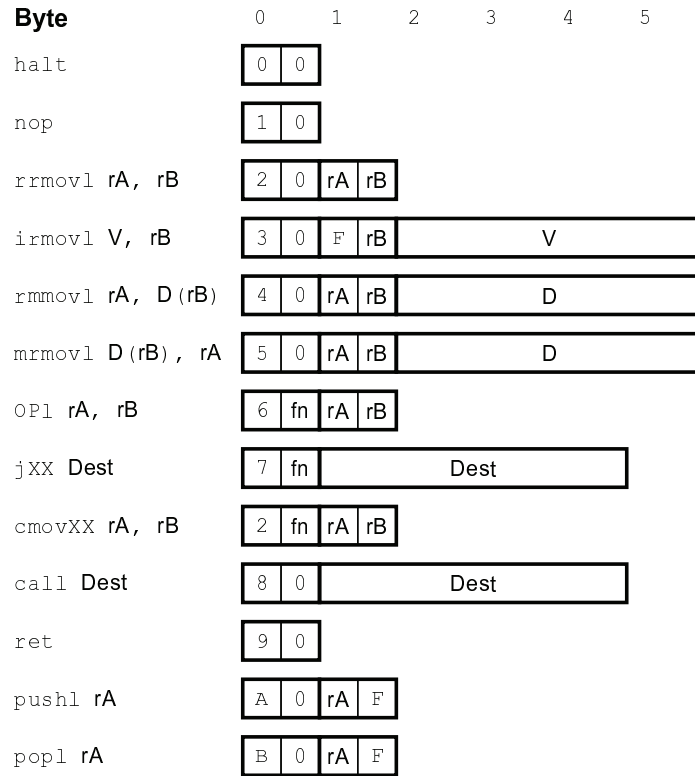 Byte 0 1 2 3 4 5
halt 0 0
nop 1 0
rrmovl rA, rB 2 0 rA rB
irmovl V, rB 3 0 F rB V
rmmovl rA, D(rB) 4 0 rA rB D
mrmovl D(rB), rA 5 0 rA rB D
OPl rA, rB 6 fn rA rB
jXX Dest 7 fn Dest
cmovXX rA, rB 2 fn rA rB
call Dest 8 0 Dest
ret 9 0
pushl rA A 0 rA F
popl rA B 0 rA F